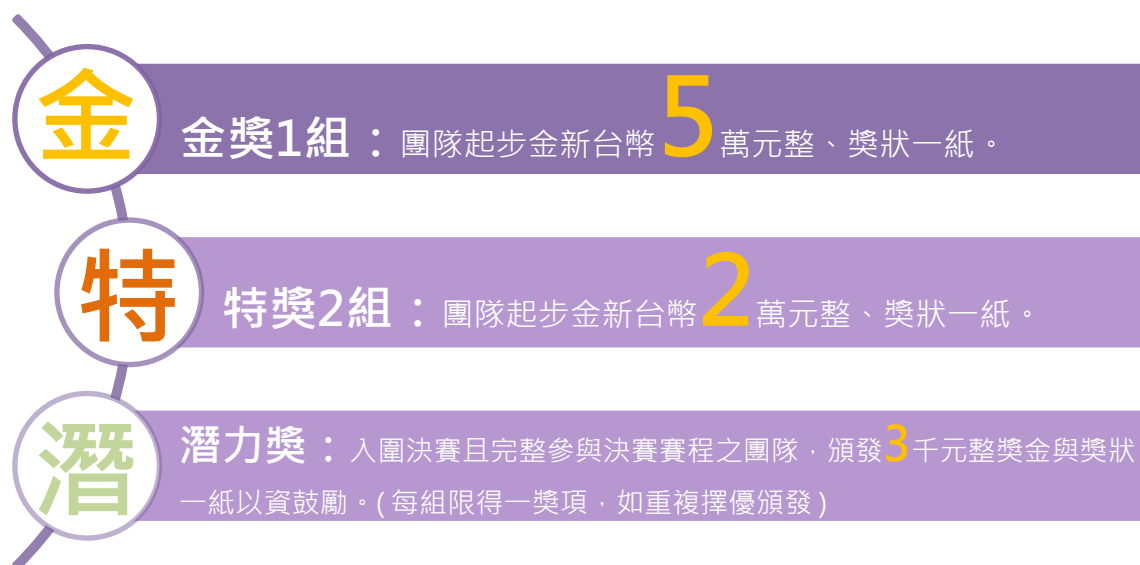 金
金獎1組：團隊起步金新台幣5萬元整、獎狀一紙。
特
特獎2組：團隊起步金新台幣2萬元整、獎狀一紙。
潛
潛力獎：入圍決賽且完整參與決賽賽程之團隊，頒發3千元整獎金與獎狀
一紙以資鼓勵。(每組限得一獎項，如重複擇優頒發)